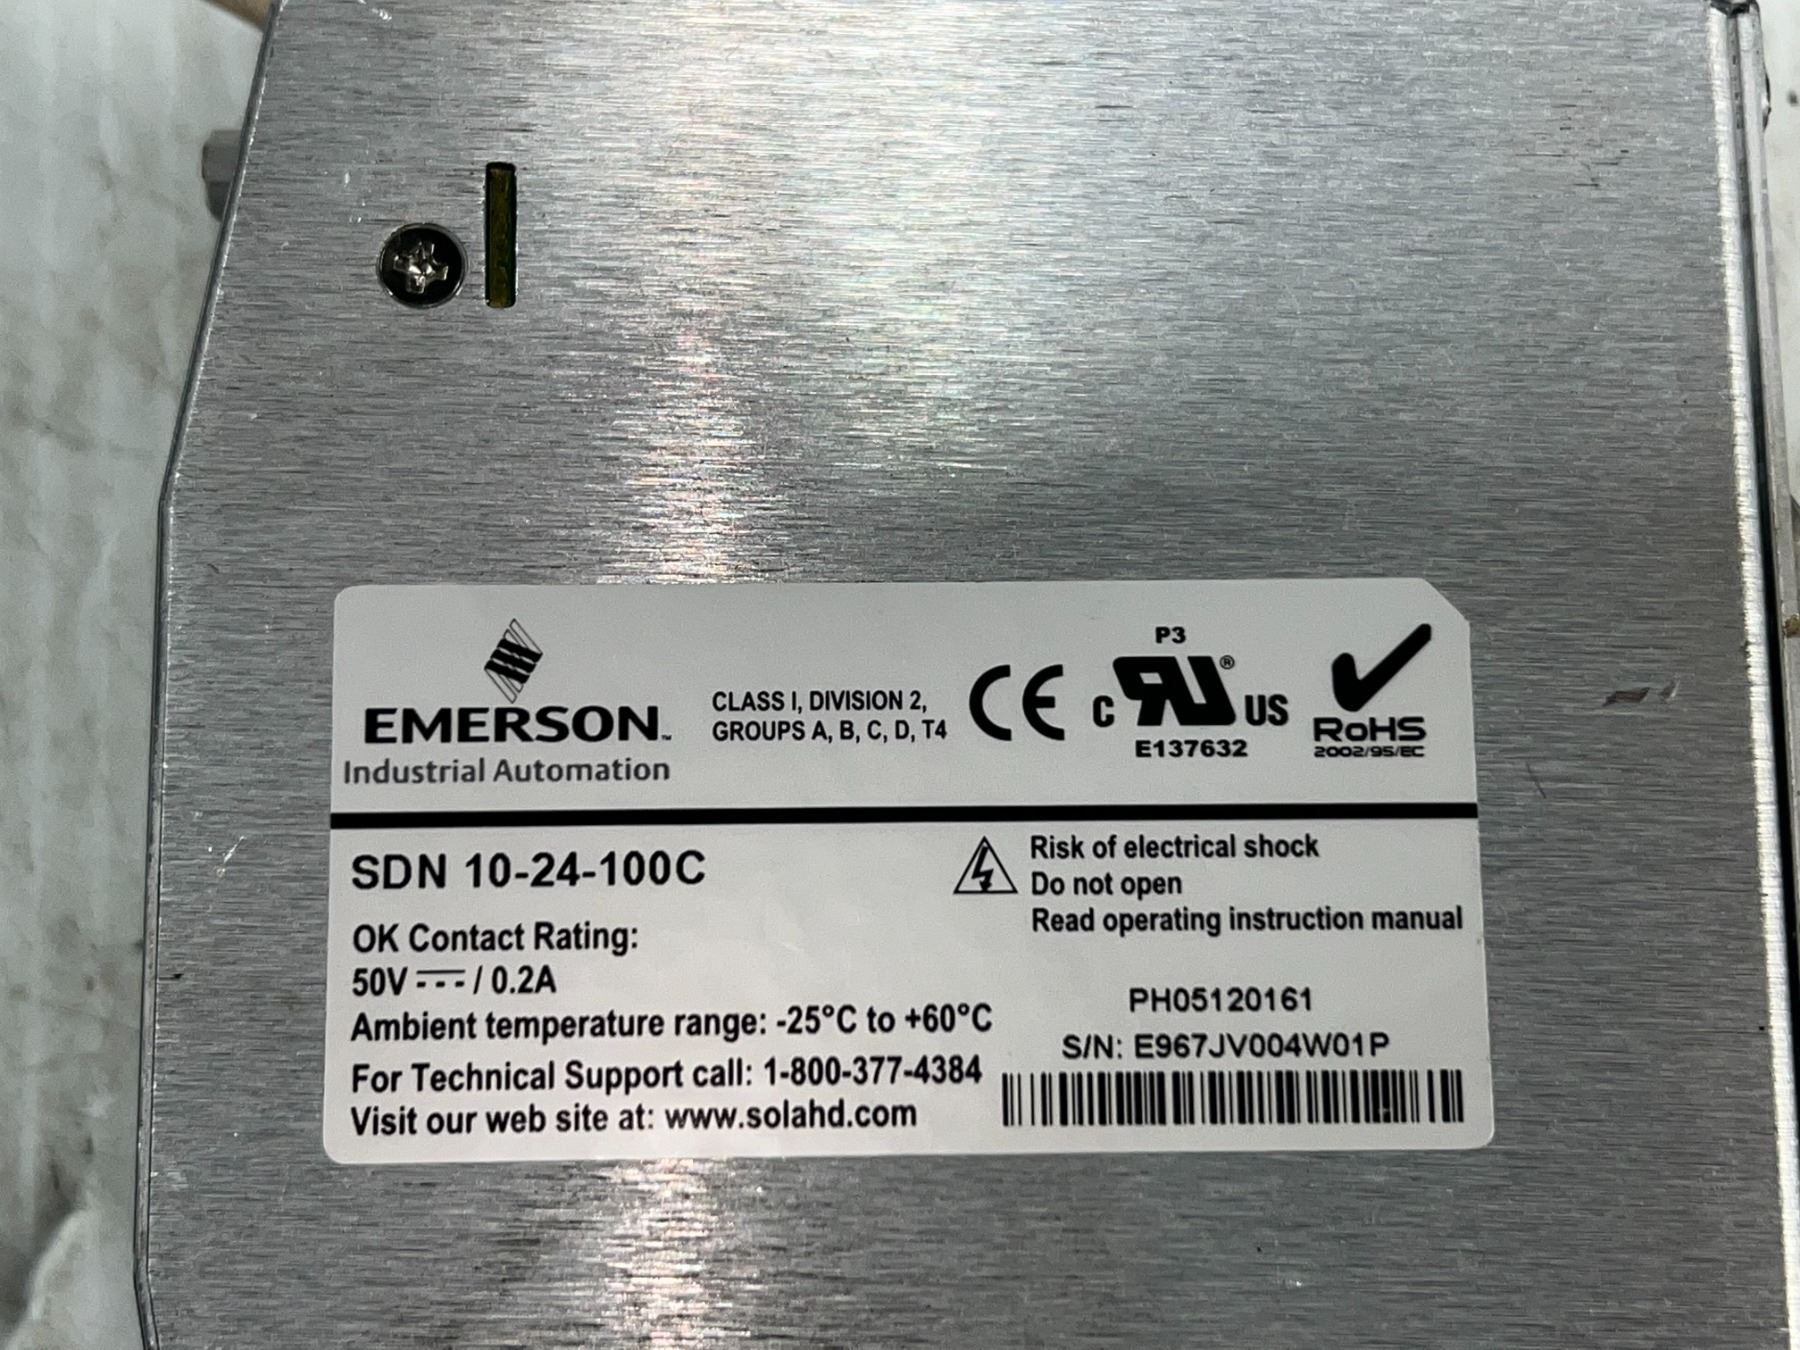 EMERSON™
Industrial Automation
CLASS I, DIVISION 2,
GROUPS A, B, C, D, T4
CE
P3
C RU® US
E137632
RoHS
2002/95/EC
SDN 10-24-100C
OK Contact Rating:
50V ⎓ / 0.2A
Ambient temperature range: -25°C to +60°C
For Technical Support call: 1-800-377-4384
Visit our web site at: www.solahd.com
Risk of electrical shock
Do not open
Read operating instruction manual
PH05120161
S/N: E967JV004W01P